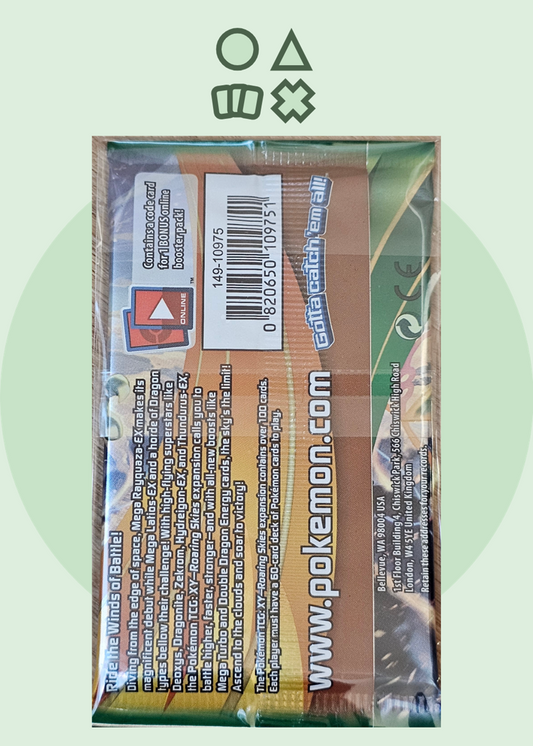 Ride the Winds of Battle!
Diving from the edge of space, Mega Rayquaza-EX makes its
magnificent debut while Mega Latios-EX and a horde of Dragon
types bellow their challenge! With high-flying superstars like
Deoxys, Dragonite, Zekrom, Hydreigon-EX, and Thundurus-EX,
the Pokémon TCG: XY—Roaring Skies expansion calls you to
battle higher, faster, stronger—and with all-new boosts like
Mega Turbo and Double Dragon Energy cards, the sky's the limit!
Ascend to the clouds and soar to victory!
The Pokémon TCG: XY—Roaring Skies expansion contains over 100 cards.
Each player must have a 60-card deck of Pokémon cards to play.
www.pokemon.com
ONLINE
TM
Contains a code card
for 1 BONUS online
booster pack!
149-10975
0 820650 109751
Gotta catch 'em all!
Bellevue, WA 98004 USA
1st Floor Building 4, Chiswick Park, 566 Chiswick High Road
London, W4 5YE United Kingdom
Retain these addresses for your records.
CE